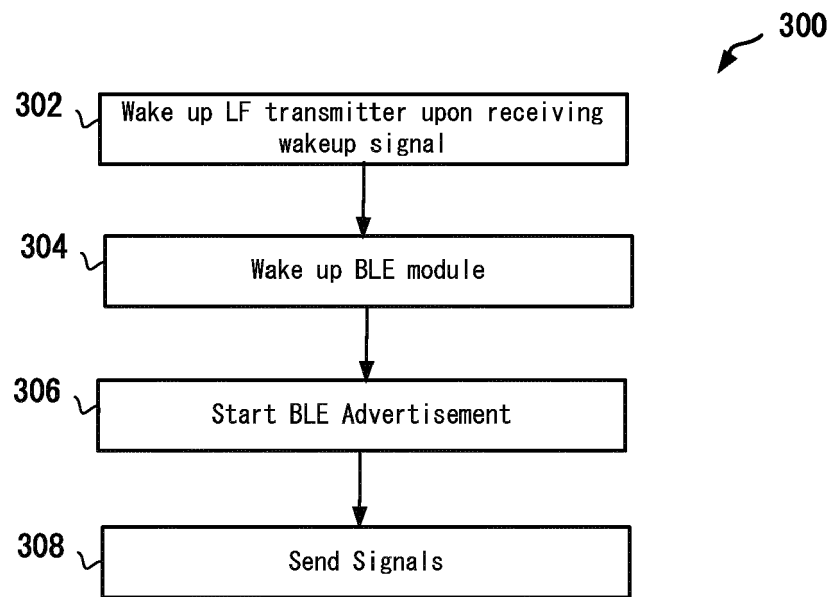 300
302
Wake up LF transmitter upon receiving
wakeup signal
304
Wake up BLE module
306
Start BLE Advertisement
308
Send Signals